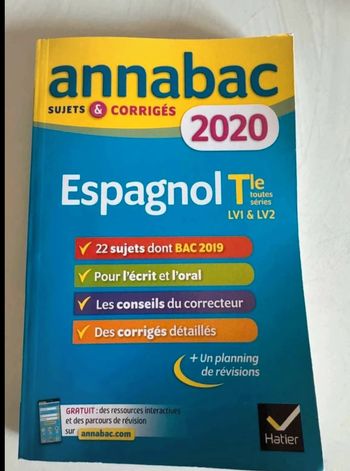 annabac
SUJETS & CORRIGÉS
2020
Espagnol Tle
toutes
séries
LV1 & LV2
22 sujets dont BAC 2019
Pour l'écrit et l'oral
Les conseils du correcteur
Des corrigés détaillés
+ Un planning
de révisions
GRATUIT : des ressources interactives
et des parcours de révision
sur annabac.com
Hatier